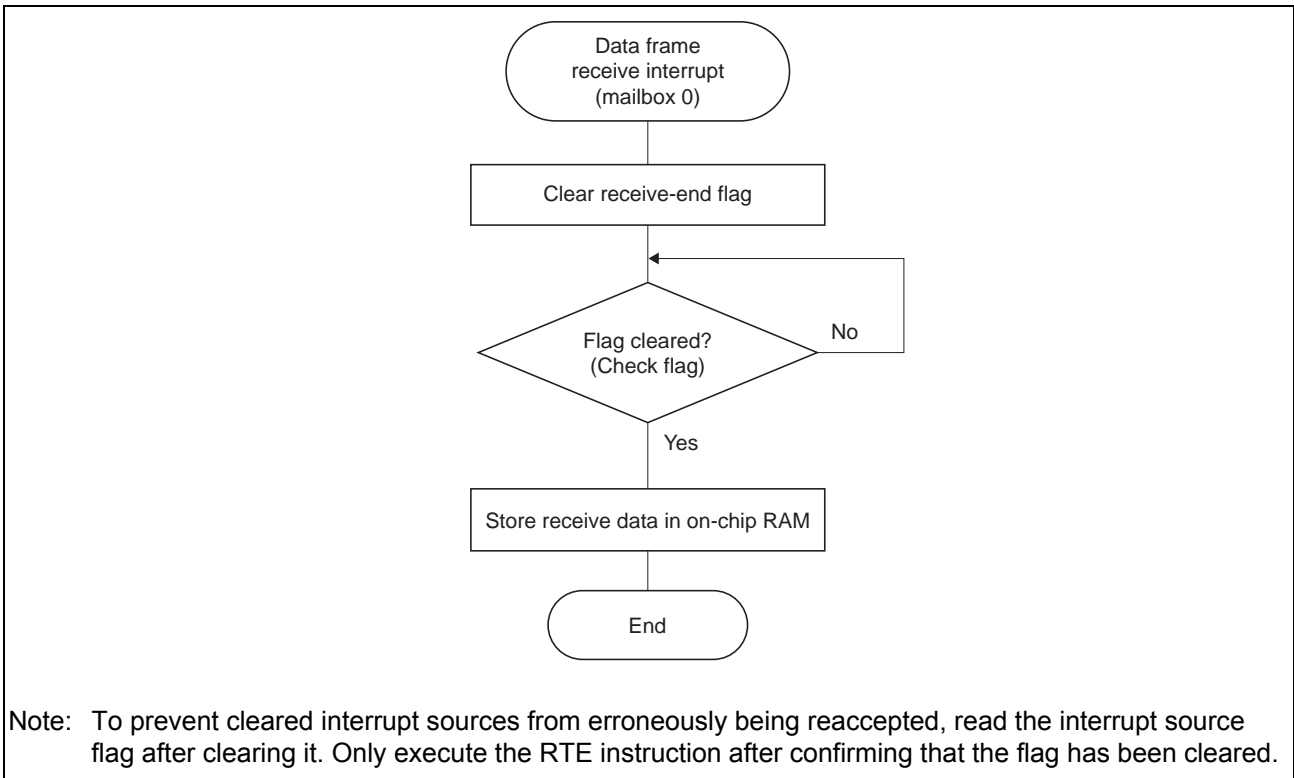 Data frame
receive interrupt
(mailbox 0)
Clear receive-end flag
Flag cleared?
(Check flag)
No
Yes
Store receive data in on-chip RAM
End
Note: To prevent cleared interrupt sources from erroneously being reaccepted, read the interrupt source
flag after clearing it. Only execute the RTE instruction after confirming that the flag has been cleared.